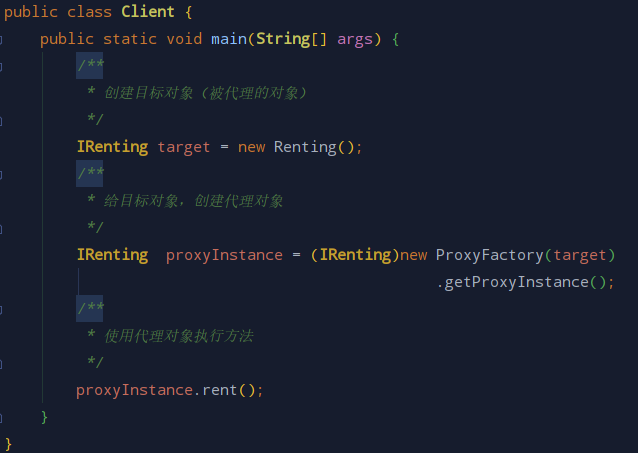 public class Client {
public static void main(String[] args) {
/**
* 创建目标对象（被代理的对象）
*/
IRenting target = new Renting();
/**
* 给目标对象，创建代理对象
*/
IRenting  proxyInstance = (IRenting)new ProxyFactory(target)
.getProxyInstance();
/**
* 使用代理对象执行方法
*/
proxyInstance.rent();
}
}